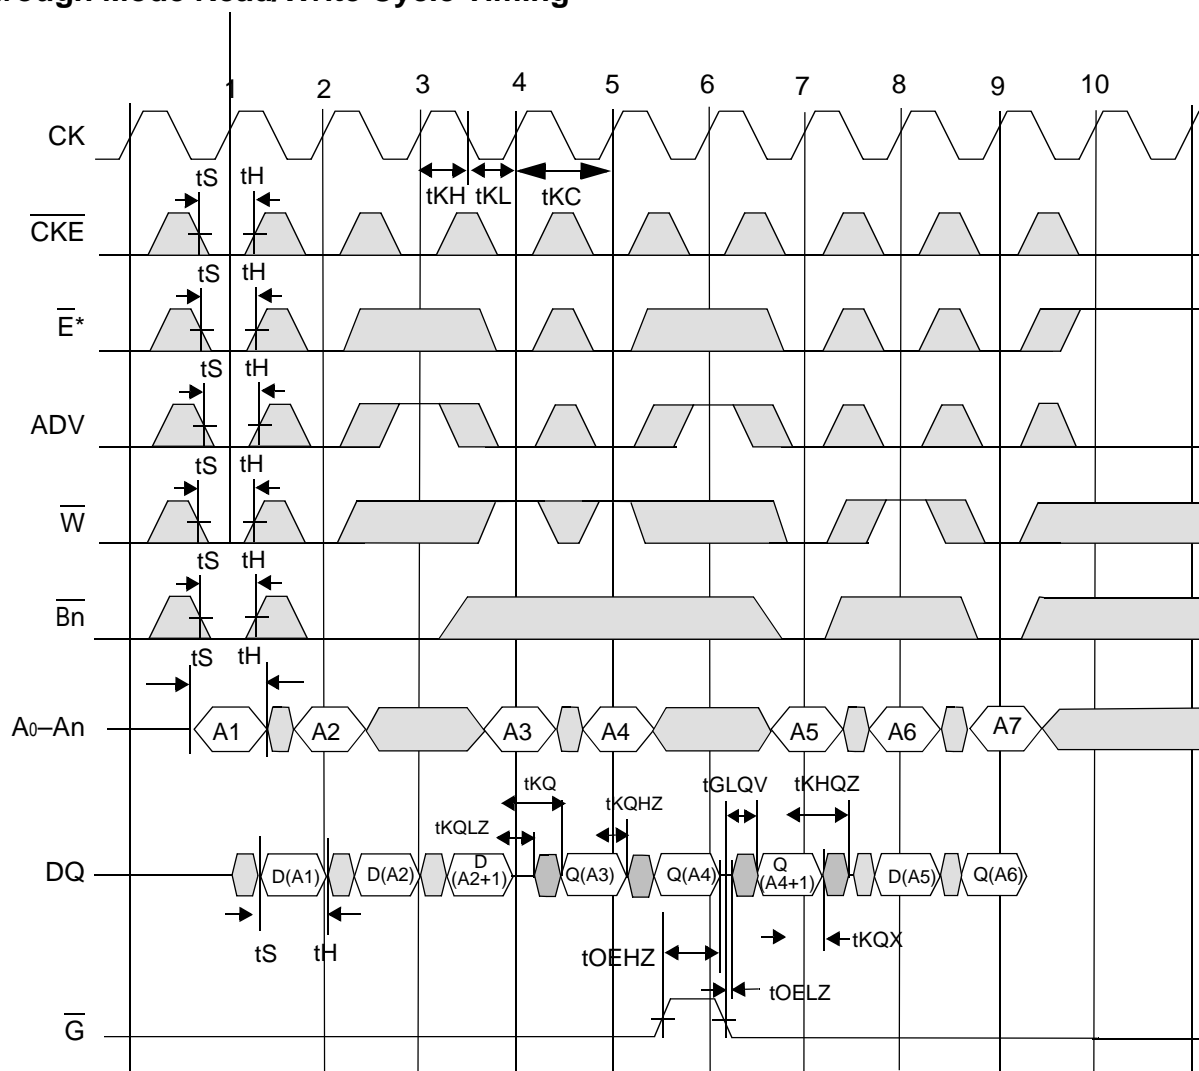 rough Mode Read/Write Cycle Timing
1 2 3 4 5 6 7 8 9 10
CK
tS tH tKH tKL tKC
CKE
tS tH
E*
tS tH
ADV
tS tH
W
tS tH
Bn
tS tH
A0–An A1 A2 A3 A4 A5 A6 A7
tKQ tGLQV tKHQZ
tKQLZ tKQHZ
DQ D(A1) D(A2) D (A2+1) Q(A3) Q(A4) Q (A4+1) D(A5) Q(A6)
tS tH tOEHZ tKQX
tOELZ
G